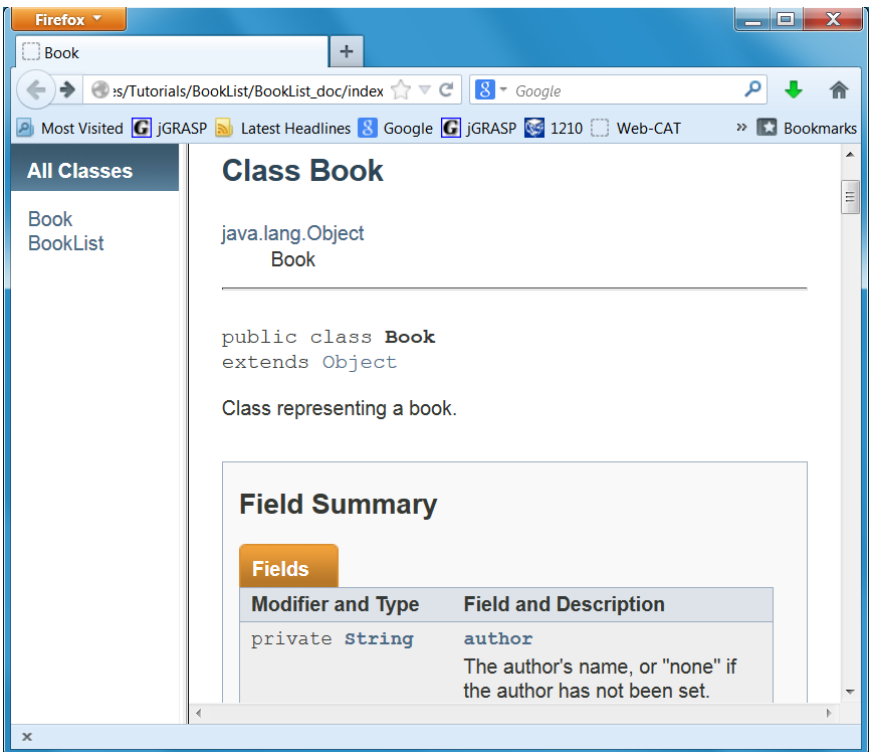 Firefox
Book
:s/Tutorials/BookList/BookList_doc/index
Google
Most Visited jGRASP Latest Headlines Google jGRASP 1210 Web-CAT » Bookmarks
All Classes
Book
BookList
Class Book
java.lang.Object
Book
public class Book
extends Object
Class representing a book.
Field Summary
Fields
Modifier and Type Field and Description
private String author
The author's name, or "none" if
the author has not been set.